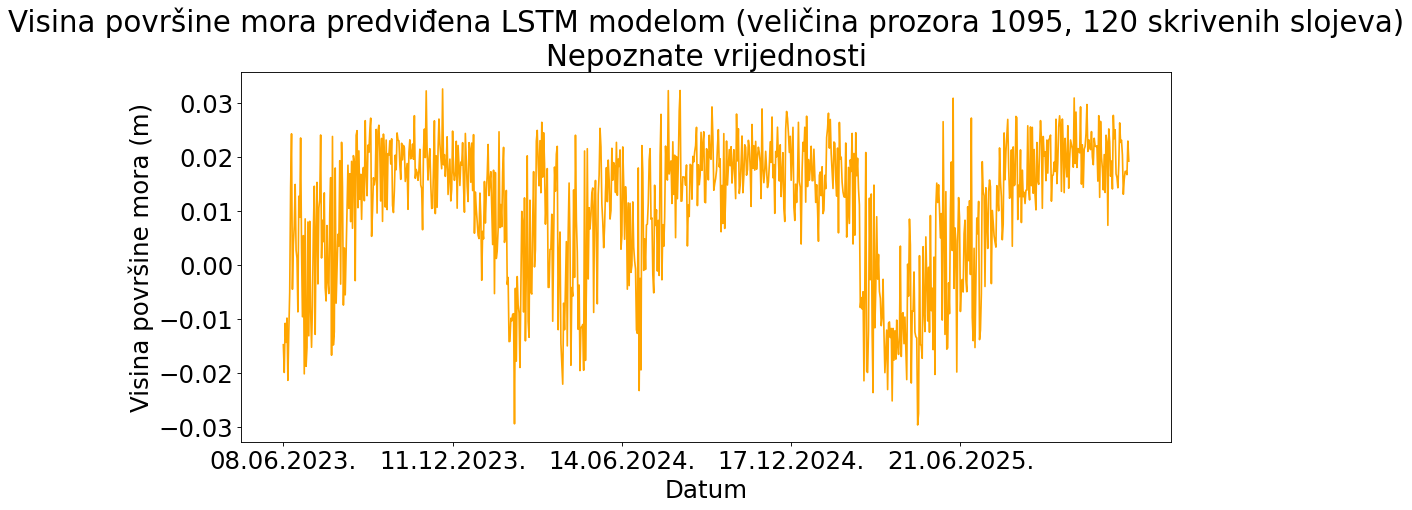 Visina površine mora predviđena LSTM modelom (veličina prozora 1095, 120 skrivenih slojeva)
Nepoznate vrijednosti
Visina površine mora (m)
0.03
0.02
0.01
0.00
−0.01
−0.02
−0.03
08.06.2023. 11.12.2023. 14.06.2024. 17.12.2024. 21.06.2025.
Datum